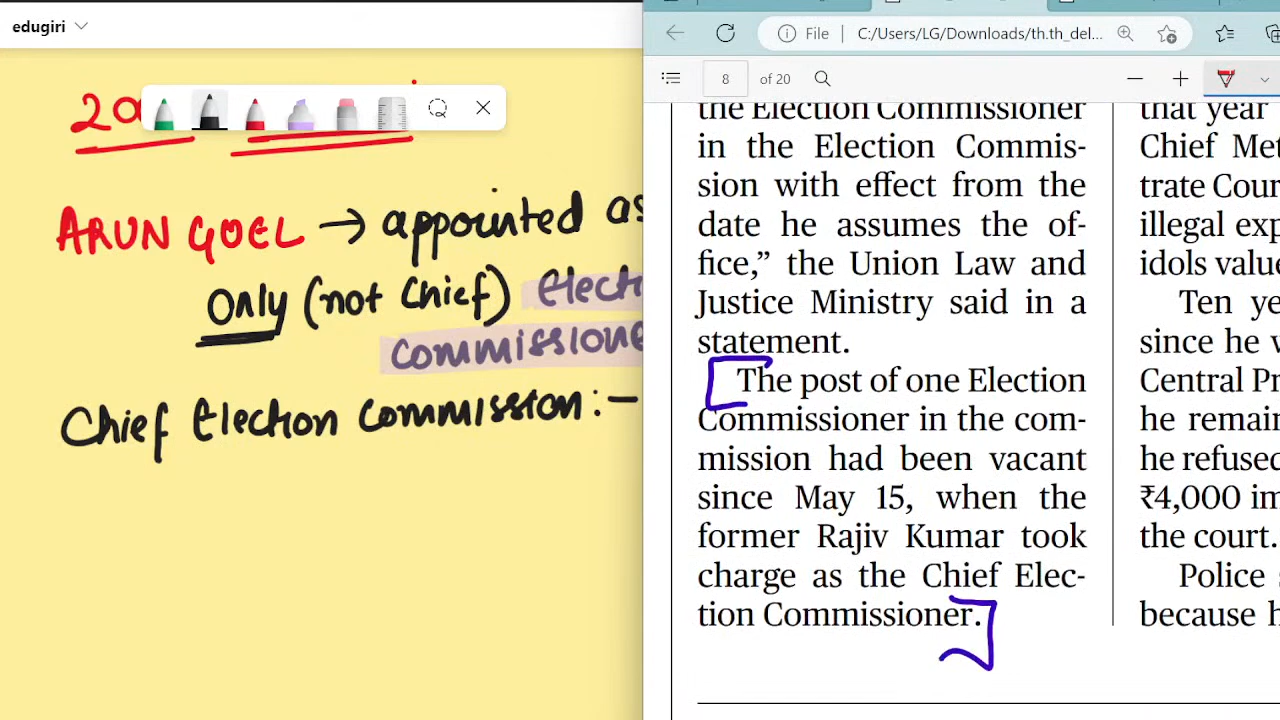 edugiri
20
ARUN GOEL → appointed as
Only (not Chief) Elect
Commissione
Chief Election Commission :-
File
C:/Users/LG/Downloads/th.th_del...
8
of 20
the Election Commissioner
in the Election Commis-
sion with effect from the
date he assumes the of-
fice,” the Union Law and
Justice Ministry said in a
statement.
The post of one Election
Commissioner in the com-
mission had been vacant
since May 15, when the
former Rajiv Kumar took
charge as the Chief Elec-
tion Commissioner.
that year
Chief Met
trate Cour
illegal exp
idols value
Ten ye
since he w
Central Pr
he remain
he refused
₹4,000 im
the court.
Police s
because h